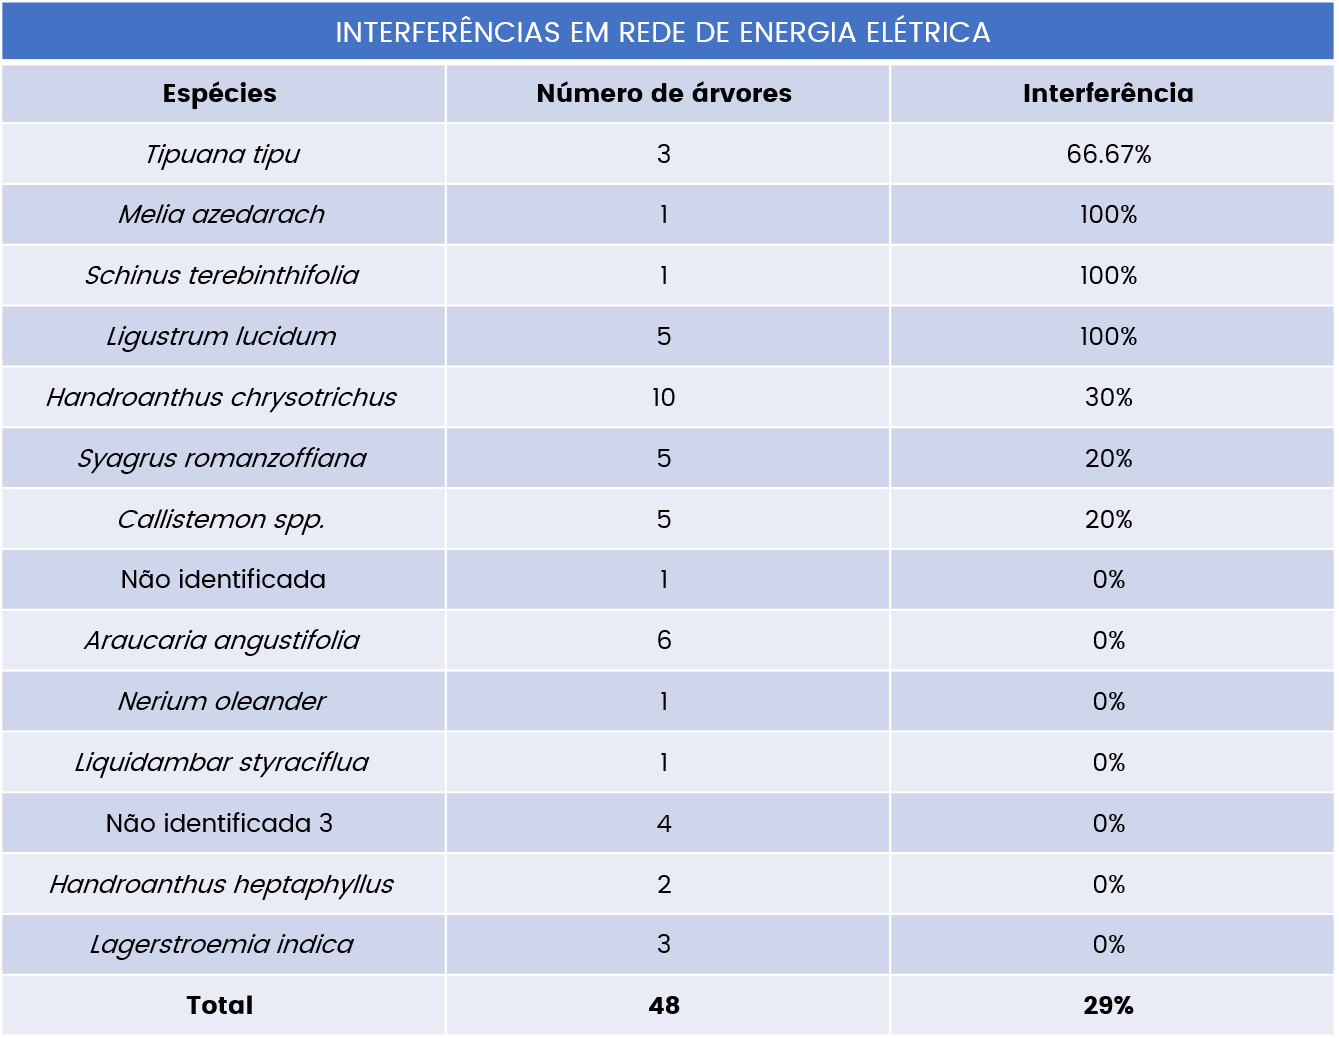 INTERFERÊNCIAS EM REDE DE ENERGIA ELÉTRICA
Espécies Número de árvores Interferência
Tipuana tipu 3 66.67%
Melia azedarach 1 100%
Schinus terebinthifolia 1 100%
Ligustrum lucidum 5 100%
Handroanthus chrysotrichus 10 30%
Syagrus romanzoffiana 5 20%
Callistemon spp. 5 20%
Não identificada 1 0%
Araucaria angustifolia 6 0%
Nerium oleander 1 0%
Liquidambar styraciflua 1 0%
Não identificada 3 4 0%
Handroanthus heptaphyllus 2 0%
Lagerstroemia indica 3 0%
Total 48 29%